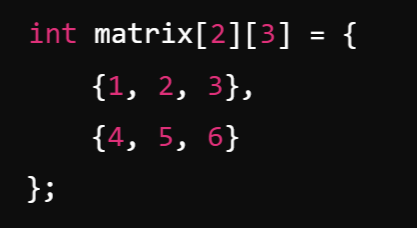 int matrix[2][3] = {
    {1, 2, 3},
    {4, 5, 6}
};